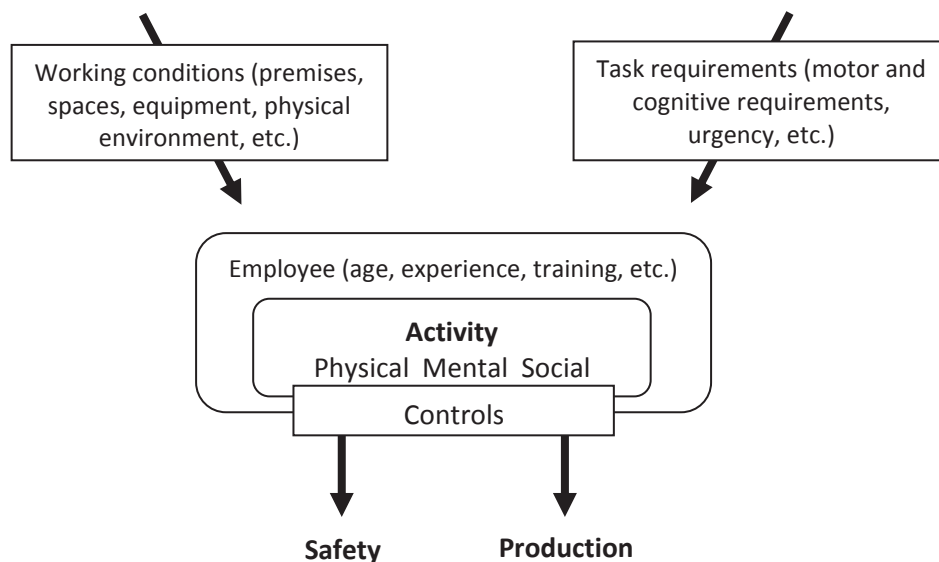 Working conditions (premises,
spaces, equipment, physical
environment, etc.)
Task requirements (motor and
cognitive requirements,
urgency, etc.)
Employee (age, experience, training, etc.)
Activity
Physical Mental Social
Controls
Safety
Production